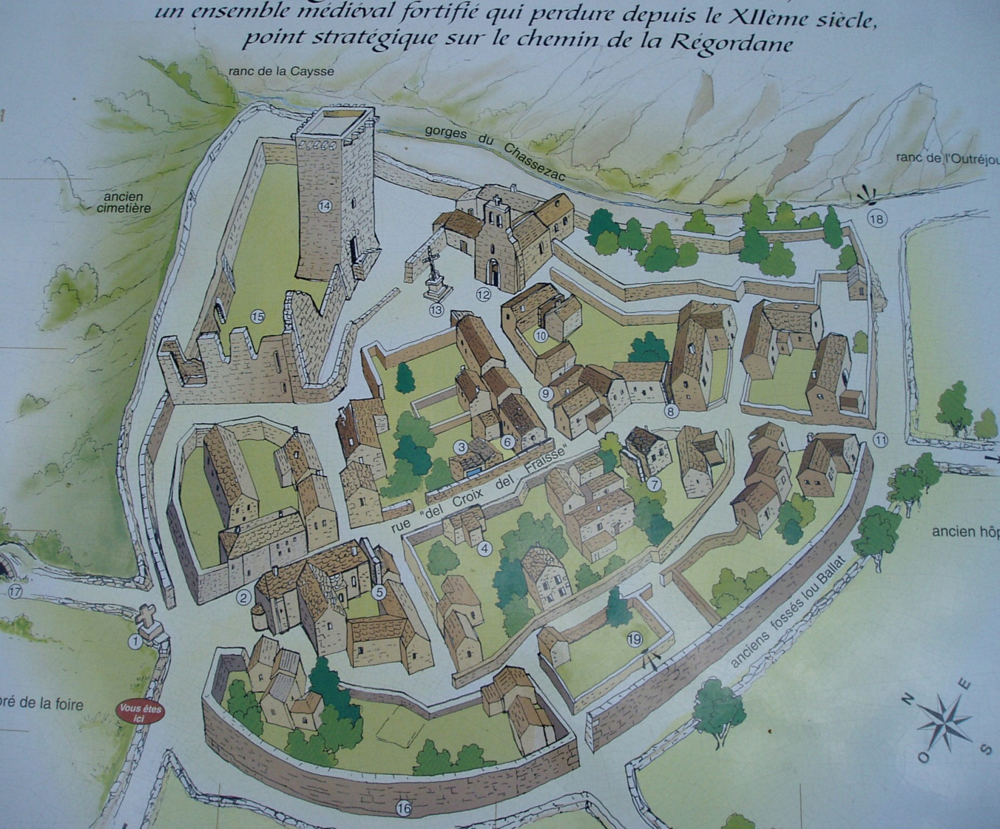 un ensemble médiéval fortifié qui perdure depuis le XIIème siècle,
point stratégique sur le chemin de la Régordane
ranc de la Caysse
gorges du Chassezac
ranc de l'Outréjou
ancien
cimetière
14
18
15
12
13
10
9
8
11
3
6
7
rue "del Croix del Fraisse"
4
2
5
17
1
19
ancien hôp
anciens fossés lou Ballat
pré de la foire
Vous êtes
ici
16
N
E
O
S